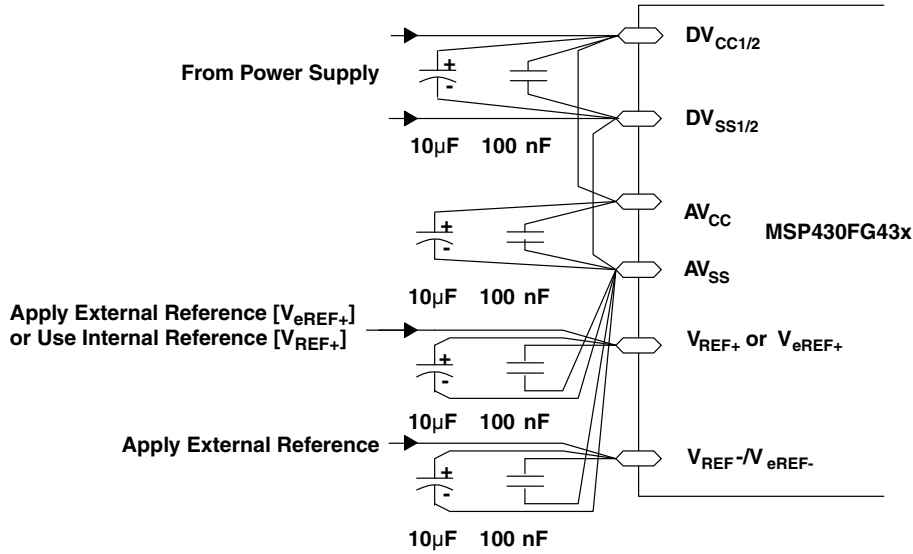 DVCC1/2
From Power Supply
+
-
DVSS1/2
10µF 100 nF
AVCC
MSP430FG43x
+
-
AVSS
10µF 100 nF
Apply External Reference [VeREF+]
or Use Internal Reference [VREF+]
VREF+ or VeREF+
+
-
10µF 100 nF
Apply External Reference
VREF-/VeREF-
+
-
10µF 100 nF